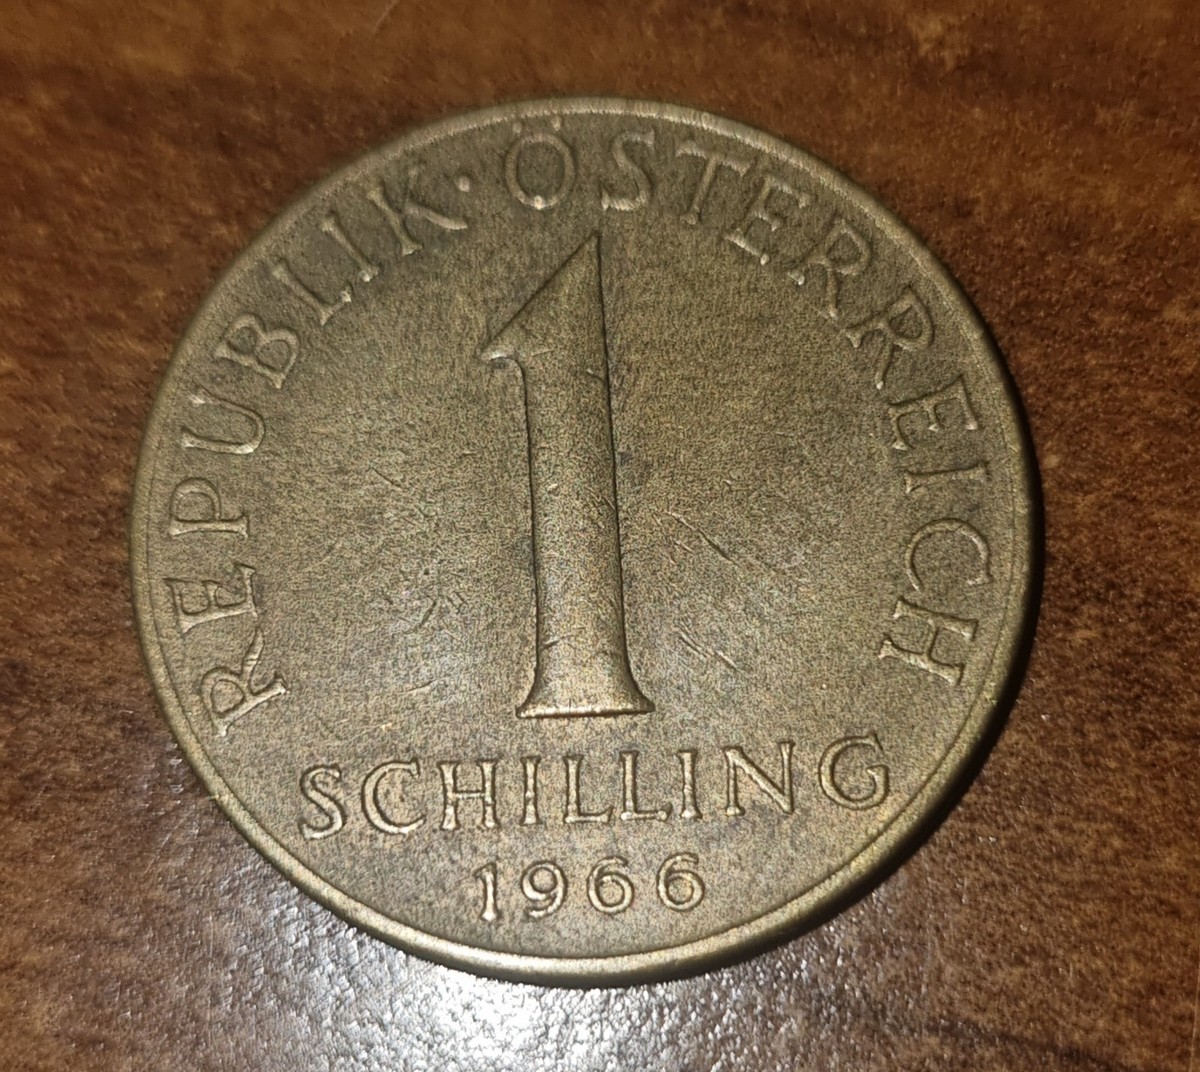 REPUBLIK · ÖSTERREICH
1
SCHILLING
1966